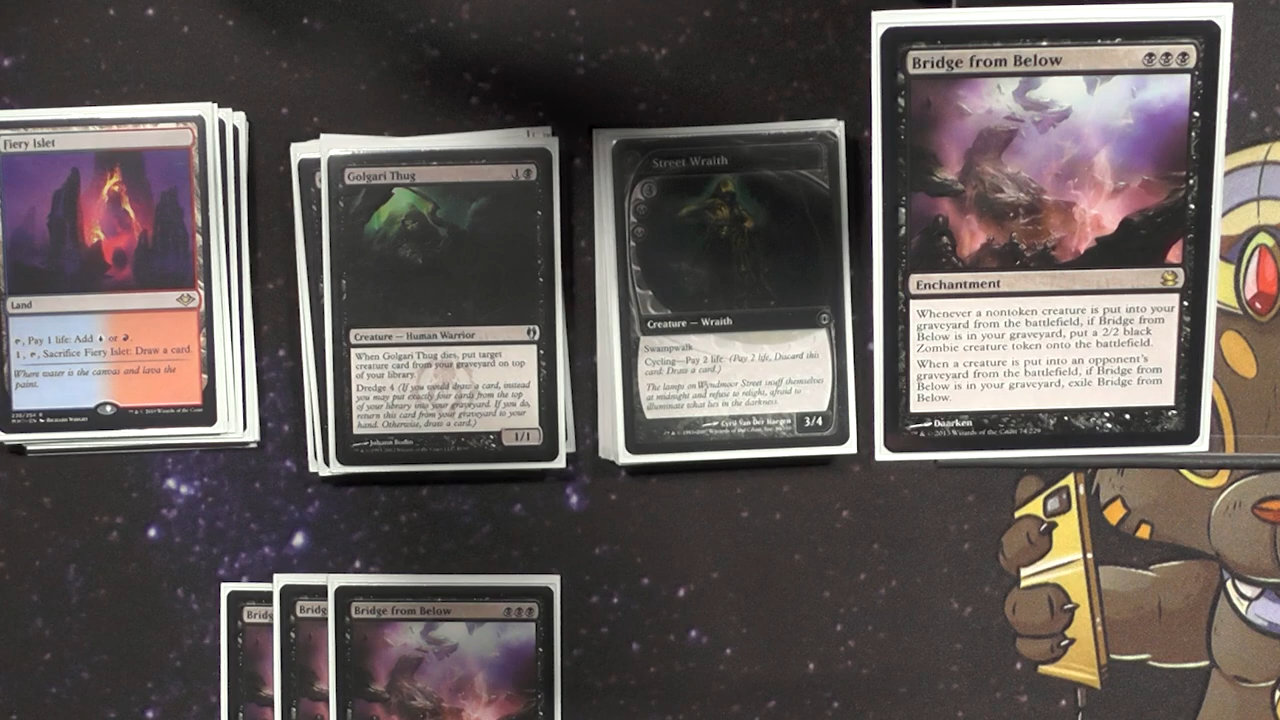 Fiery Islet
Land
, Pay 1 life: Add or .
1, , Sacrifice Fiery Islet: Draw a card.
Where water is the canvas and lava the
paint.
Golgari Thug
1
Creature — Human Warrior
When Golgari Thug dies, put target
creature card from your graveyard on top
of your library.
Dredge 4 (If you would draw a card, instead
you may put exactly four cards from the top
of your library into your graveyard. If you do,
return this card from your graveyard to your
hand. Otherwise, draw a card.)
1/1
Street Wraith
3
Creature — Wraith
Swampwalk
Cycling—Pay 2 life. (Pay 2 life, Discard this
card: Draw a card.)
The lamps on Wyndmoor Street snuff themselves
at midnight and refuse to relight, afraid to
illuminate what lies in the darkness.
Cyril Van Der Haegen
3/4
Bridge from Below
Enchantment
Whenever a nontoken creature is put into your
graveyard from the battlefield, if Bridge from
Below is in your graveyard, put a 2/2 black
Zombie creature token onto the battlefield.
When a creature is put into an opponent's
graveyard from the battlefield, if Bridge from
Below is in your graveyard, exile Bridge from
Below.
Daarken
Bridg
Bridg
Bridge from Below